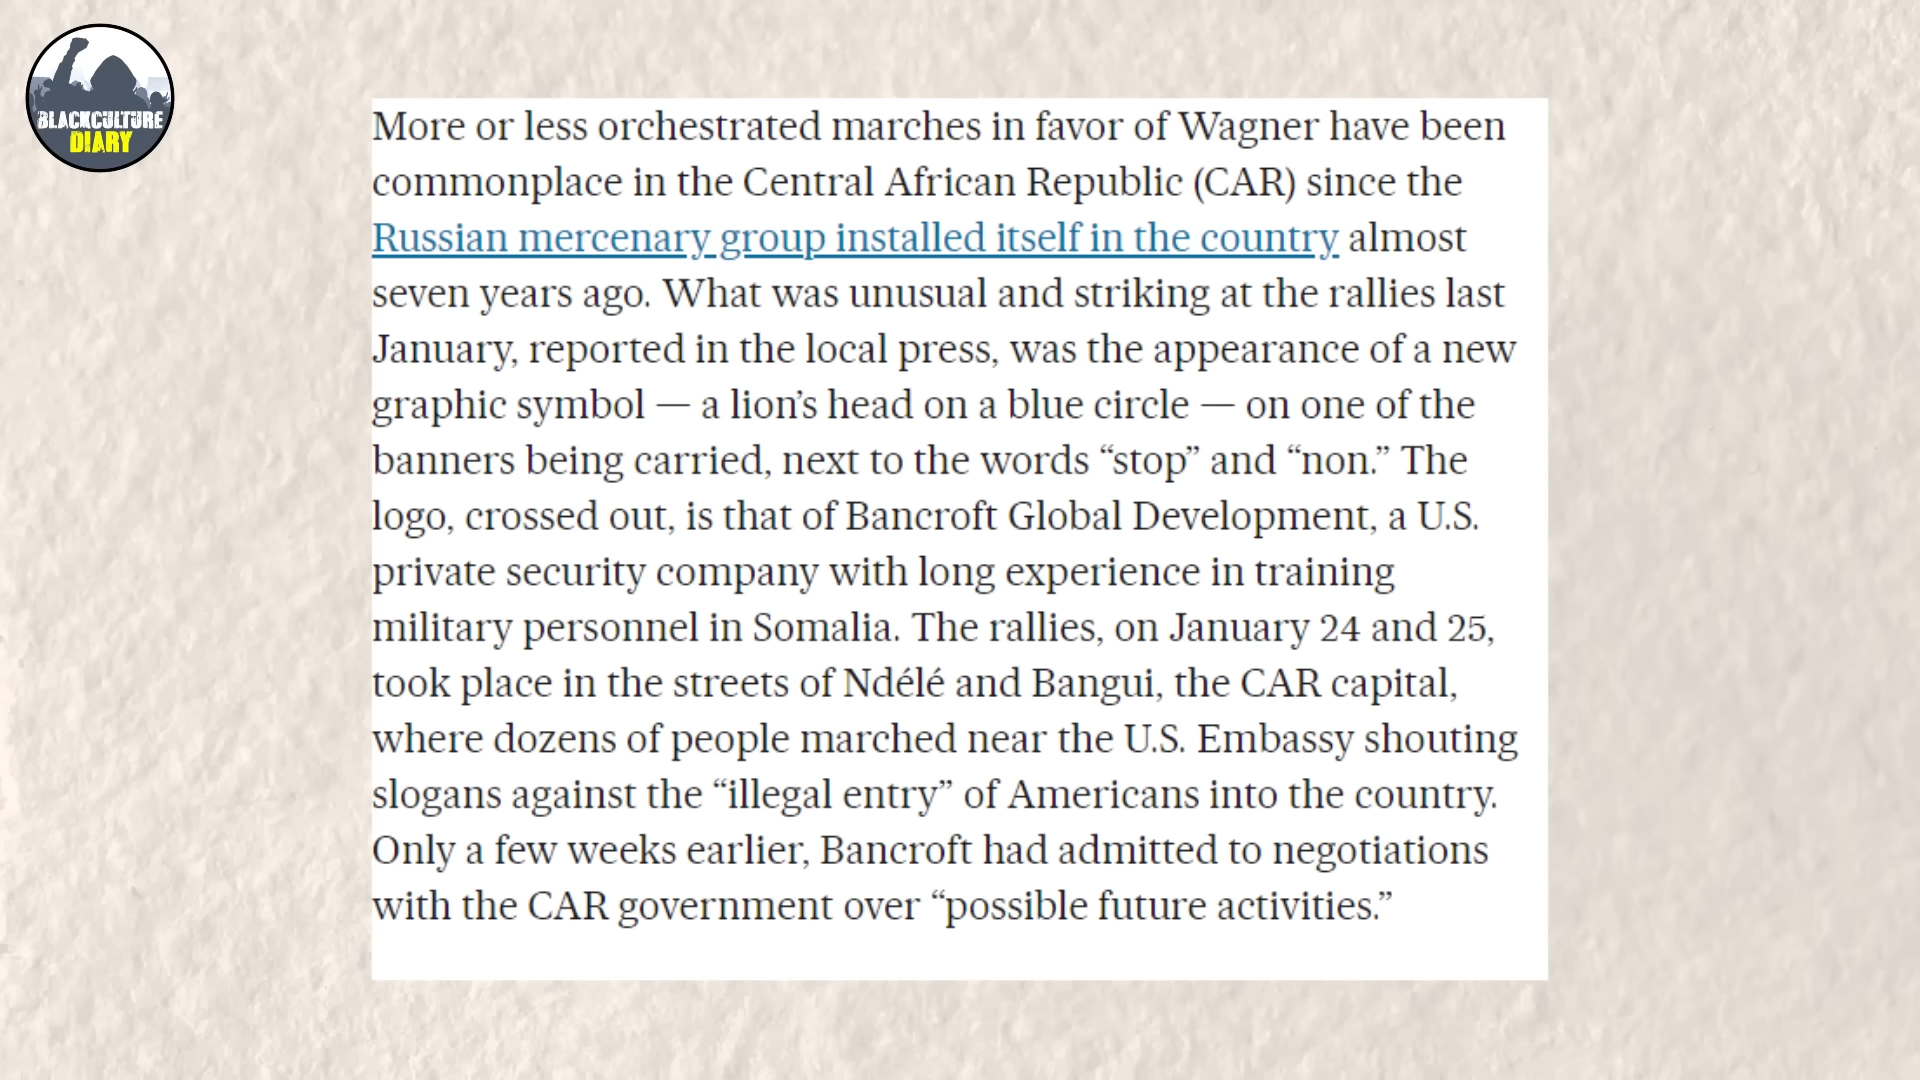 BLACKCULTURE
DIARY
More or less orchestrated marches in favor of Wagner have been
commonplace in the Central African Republic (CAR) since the
Russian mercenary group installed itself in the country almost
seven years ago. What was unusual and striking at the rallies last
January, reported in the local press, was the appearance of a new
graphic symbol — a lion’s head on a blue circle — on one of the
banners being carried, next to the words “stop” and “non.” The
logo, crossed out, is that of Bancroft Global Development, a U.S.
private security company with long experience in training
military personnel in Somalia. The rallies, on January 24 and 25,
took place in the streets of Ndélé and Bangui, the CAR capital,
where dozens of people marched near the U.S. Embassy shouting
slogans against the “illegal entry” of Americans into the country.
Only a few weeks earlier, Bancroft had admitted to negotiations
with the CAR government over “possible future activities.”